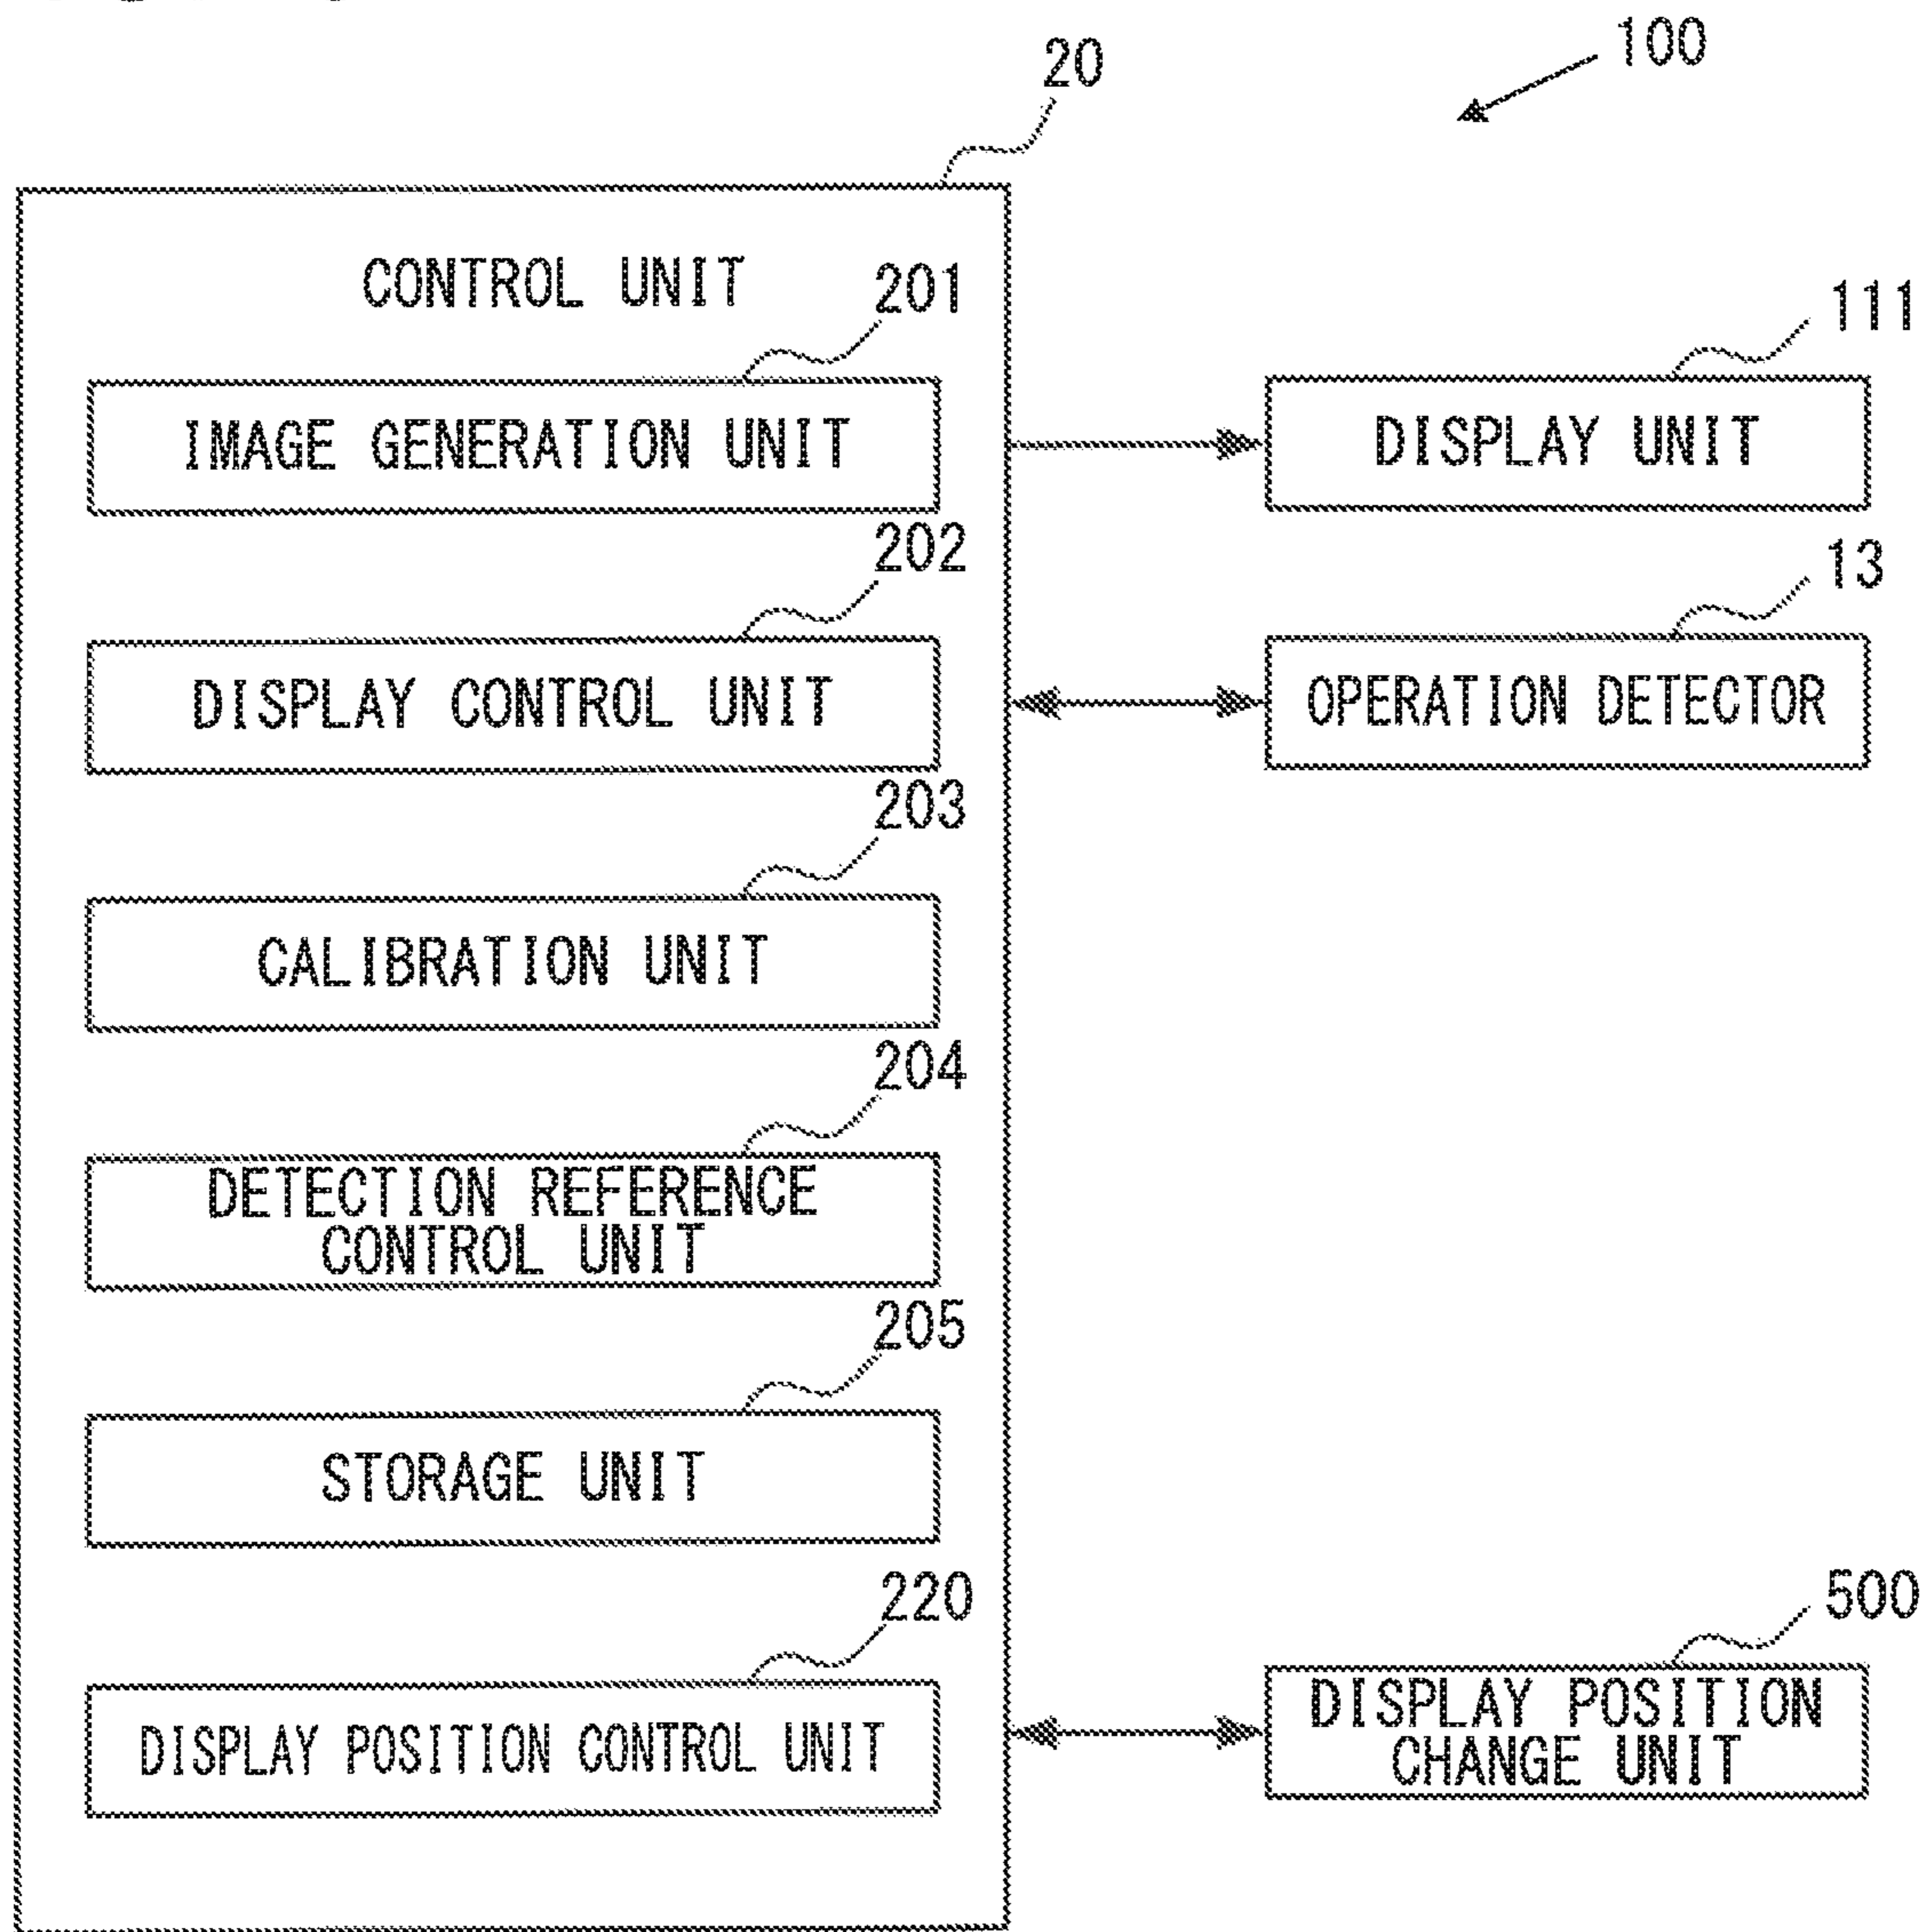 100
20
CONTROL UNIT
201
111
IMAGE GENERATION UNIT
DISPLAY UNIT
202
13
DISPLAY CONTROL UNIT
OPERATION DETECTOR
203
CALIBRATION UNIT
204
DETECTION REFERENCE
CONTROL UNIT
205
STORAGE UNIT
220
500
DISPLAY POSITION CONTROL UNIT
DISPLAY POSITION
CHANGE UNIT